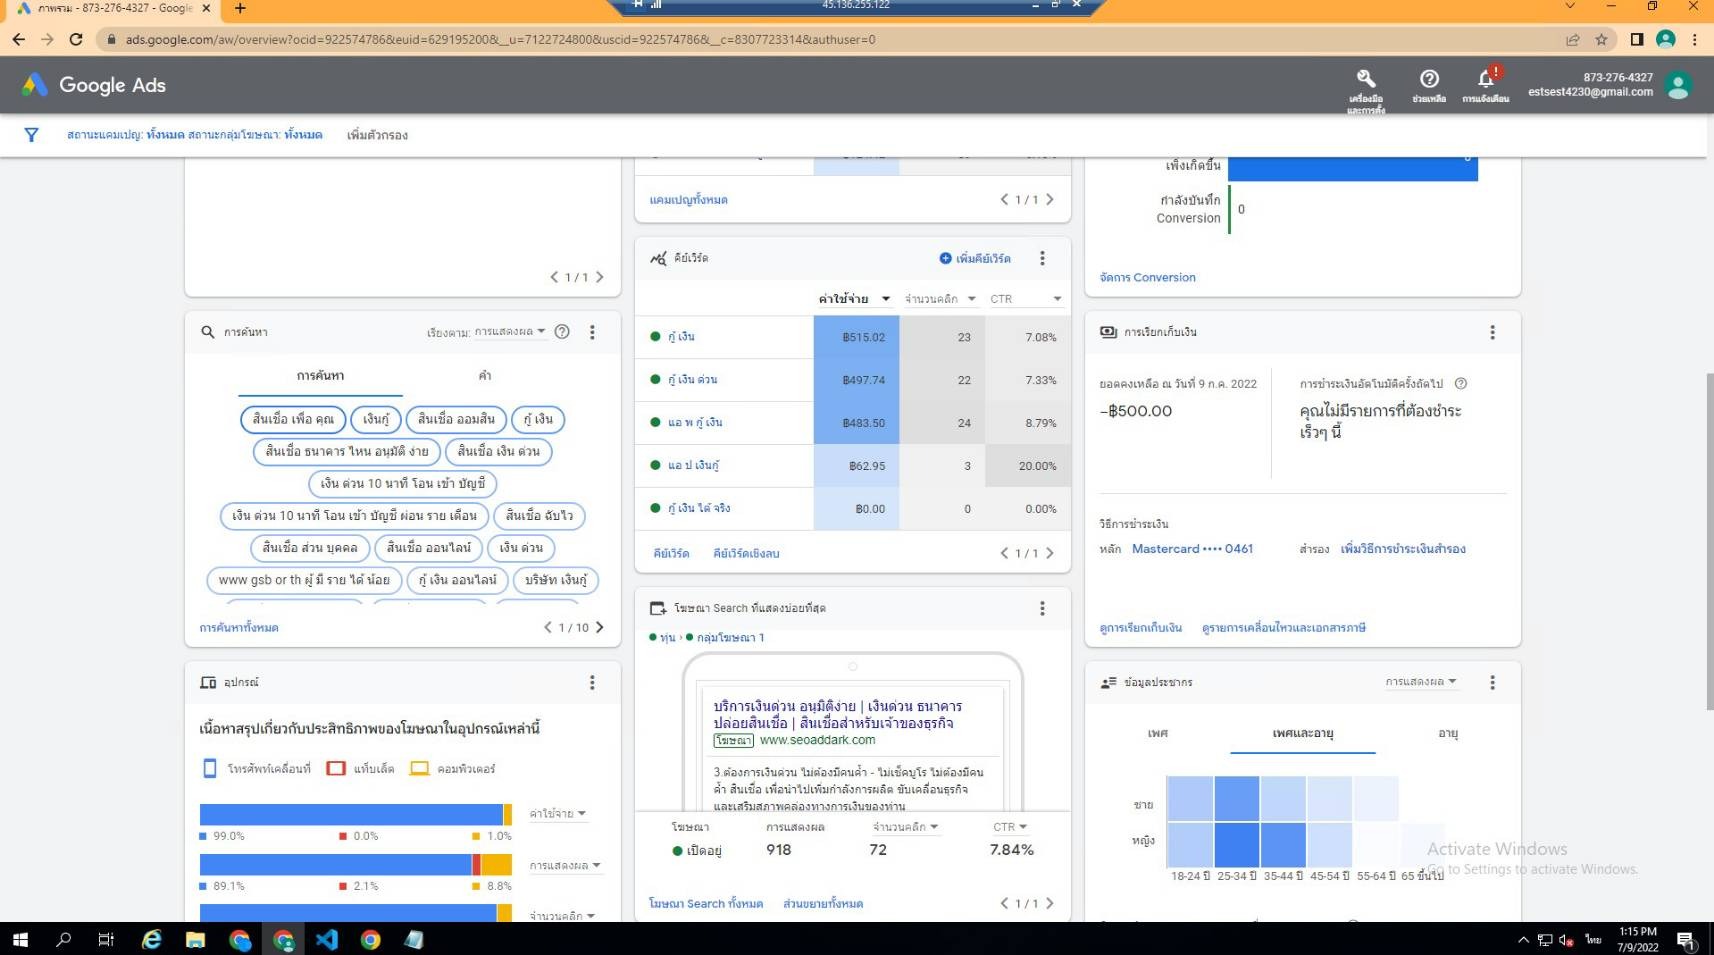 ภาพรวม - 873-276-4327 - Google
45.136.255.122
ads.google.com/aw/overview?ocid=922574786&euid=629195200&__u=7122724800&uscid=922574786&__c=8307723314&authuser=0
Google Ads
เครื่องมือ
และการตั้ง
ช่วยเหลือ
การแจ้งเตือน
873-276-4327
estsest4230@gmail.com
สถานะแคมเปญ: ทั้งหมด สถานะกลุ่มโฆษณา: ทั้งหมด
เพิ่มตัวกรอง
1 / 1
แคมเปญทั้งหมด
1 / 1
เพิ่งเกิดขึ้น
กำลังบันทึก
Conversion
0
จัดการ Conversion
คีย์เวิร์ด
เพิ่มคีย์เวิร์ด
ค่าใช้จ่าย จำนวนคลิก CTR
กู้ เงิน ฿515.02 23 7.08%
กู้ เงิน ด่วน ฿497.74 22 7.33%
แอ พ กู้ เงิน ฿483.50 24 8.79%
แอ ป เงินกู้ ฿62.95 3 20.00%
กู้ เงิน ได้ จริง ฿0.00 0 0.00%
คีย์เวิร์ด คีย์เวิร์ดเชิงลบ
1 / 1
การค้นหา
เรียงตาม: การแสดงผล
การค้นหา คำ
สินเชื่อ เพื่อ คุณ เงินกู้ สินเชื่อ ออมสิน กู้ เงิน
สินเชื่อ ธนาคาร ไหน อนุมัติ ง่าย สินเชื่อ เงิน ด่วน
เงิน ด่วน 10 นาที โอน เข้า บัญชี
เงิน ด่วน 10 นาที โอน เข้า บัญชี ผ่อน ราย เดือน สินเชื่อ ฉับไว
สินเชื่อ ส่วน บุคคล สินเชื่อ ออนไลน์ เงิน ด่วน
www gsb or th ผู้ มี ราย ได้ น้อย กู้ เงิน ออนไลน์ บริษัท เงินกู้
การค้นหาทั้งหมด
1 / 10
การเรียกเก็บเงิน
ยอดคงเหลือ ณ วันที่ 9 ก.ค. 2022
-฿500.00
การชำระเงินอัตโนมัติครั้งถัดไป
คุณไม่มีรายการที่ต้องชำระ
เร็วๆ นี้
วิธีการชำระเงิน
หลัก Mastercard •••• 0461
สำรอง เพิ่มวิธีการชำระเงินสำรอง
ดูการเรียกเก็บเงิน ดูรายการเคลื่อนไหวและเอกสารภาษี
อุปกรณ์
เนื้อหาสรุปเกี่ยวกับประสิทธิภาพของโฆษณาในอุปกรณ์เหล่านี้
โทรศัพท์เคลื่อนที่ แท็บเล็ต คอมพิวเตอร์
ค่าใช้จ่าย
99.0% 0.0% 1.0%
การแสดงผล
89.1% 2.1% 8.8%
จำนวนคลิก
โฆษณา Search ที่แสดงบ่อยที่สุด
ทุ่น › กลุ่มโฆษณา 1
บริการเงินด่วน อนุมัติง่าย | เงินด่วน ธนาคาร
ปล่อยสินเชื่อ | สินเชื่อสำหรับเจ้าของธุรกิจ
โฆษณา www.seoaddark.com
3.ต้องการเงินด่วน ไม่ต้องมีคนค้ำ - ไม่เช็คบูโร ไม่ต้องมีคน
ค้ำ สินเชื่อ เพื่อนำไปเพิ่มกำลังการผลิต ขับเคลื่อนธุรกิจ
และเสริมสภาพคล่องทางการเงินของท่าน
โฆษณา การแสดงผล จำนวนคลิก CTR
เปิดอยู่ 918 72 7.84%
โฆษณา Search ทั้งหมด ส่วนขยายทั้งหมด
1 / 1
ข้อมูลประชากร
การแสดงผล
เพศ เพศและอายุ อายุ
ชาย
หญิง
18-24 ปี 25-34 ปี 35-44 ปี 45-54 ปี 55-64 ปี 65 ปีขึ้นไป
Activate Windows
Go to Settings to activate Windows.
ไทย
1:15 PM
7/9/2022
1